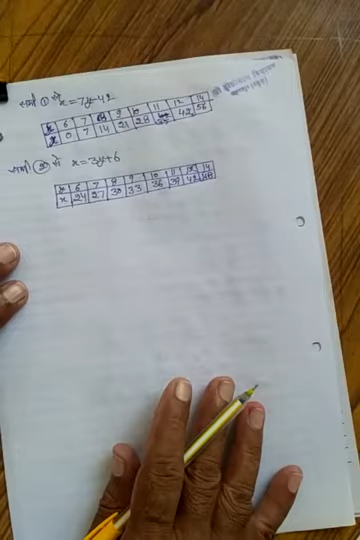 समी ① से x = 7y - 42
y 6 7 8 9 10 11 12 14
x 0 7 14 21 28 35 42 56
समी ② से x = 3y + 6
y 6 7 8 9 10 11 12 14
x 24 27 30 33 36 39 42 48